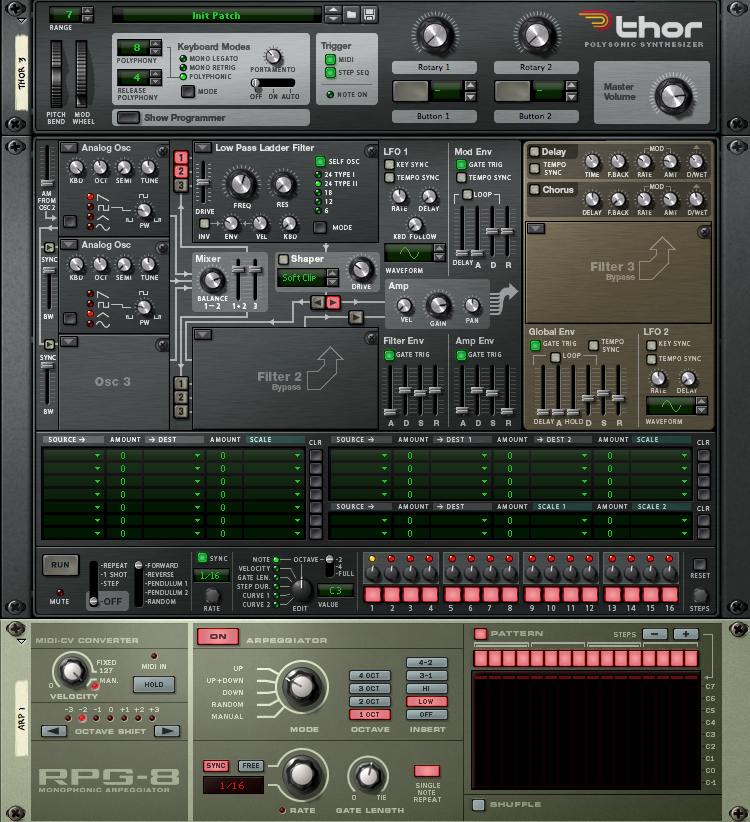 7
RANGE
Init Patch
THOR 3
PITCH BEND
MOD WHEEL
8
POLYPHONY
4
RELEASE POLYPHONY
Keyboard Modes
MONO LEGATO
MONO RETRIG
POLYPHONIC
MODE
PORTAMENTO
OFF ON AUTO
Show Programmer
Trigger
MIDI
STEP SEQ
NOTE ON
Rotary 1
Rotary 2
Button 1
Button 2
thor
POLYSONIC SYNTHESIZER
Master Volume
AM FROM OSC 2
SYNC
BW
SYNC
BW
Analog Osc
KBD OCT SEMI TUNE
PW
Analog Osc
KBD OCT SEMI TUNE
PW
Osc 3
1
2
3
1
2
3
Low Pass Ladder Filter
DRIVE
FREQ
RES
SELF OSC
24 TYPE I
24 TYPE II
18
12
6
MODE
INV ENV VEL KBD
Mixer
BALANCE
1-2 1+2 3
Shaper
Soft Clip
DRIVE
Filter 2
Bypass
LFO 1
KEY SYNC
TEMPO SYNC
RATE DELAY
KBD FOLLOW
WAVEFORM
Mod Env
GATE TRIG
TEMPO SYNC
LOOP
DELAY A D R
Amp
VEL GAIN PAN
Filter Env
GATE TRIG
A D S R
Amp Env
GATE TRIG
A D S R
Delay
TEMPO SYNC
MOD
TIME F.BACK RATE AMT D/WET
Chorus
MOD
DELAY F.BACK RATE AMT D/WET
Filter 3
Bypass
Global Env
GATE TRIG
TEMPO SYNC
LOOP
DELAY A HOLD D S R
LFO 2
KEY SYNC
TEMPO SYNC
RATE DELAY
WAVEFORM
SOURCE AMOUNT DEST AMOUNT SCALE CLR
0 0
0 0
0 0
0 0
0 0
0 0
0 0
SOURCE AMOUNT DEST 1 AMOUNT DEST 2 AMOUNT SCALE CLR
0 0 0
0 0 0
0 0 0
0 0 0
SOURCE AMOUNT DEST SCALE 1 AMOUNT SCALE 2 CLR
0 0 0
0 0 0
RUN
MUTE
-REPEAT
-1 SHOT
-STEP
-OFF
-FORWARD
-REVERSE
-PENDULUM 1
-PENDULUM 2
-RANDOM
SYNC
1/16
RATE
NOTE
VELOCITY
GATE LEN.
STEP DUR.
CURVE 1
CURVE 2
EDIT
OCTAVE
-2
-4
-FULL
C 3
VALUE
1 2 3 4 5 6 7 8 9 10 11 12 13 14 15 16
RESET
STEPS
ARP 1
MIDI-CV CONVERTER
0
FIXED
127
MAN.
VELOCITY
MIDI IN
HOLD
-3 -2 -1 0 +1 +2 +3
OCTAVE SHIFT
RPG-8
MONOPHONIC ARPEGGIATOR
ON
ARPEGGIATOR
UP
UP+DOWN
DOWN
RANDOM
MANUAL
MODE
4 OCT
3 OCT
2 OCT
1 OCT
OCTAVE
4-2
3-1
HI
LOW
OFF
INSERT
SYNC
FREE
1/16
RATE
0 TIE
GATE LENGTH
SINGLE NOTE REPEAT
PATTERN
STEPS
- +
C7
C6
C5
C4
C3
C2
C1
C0
C-1
SHUFFLE